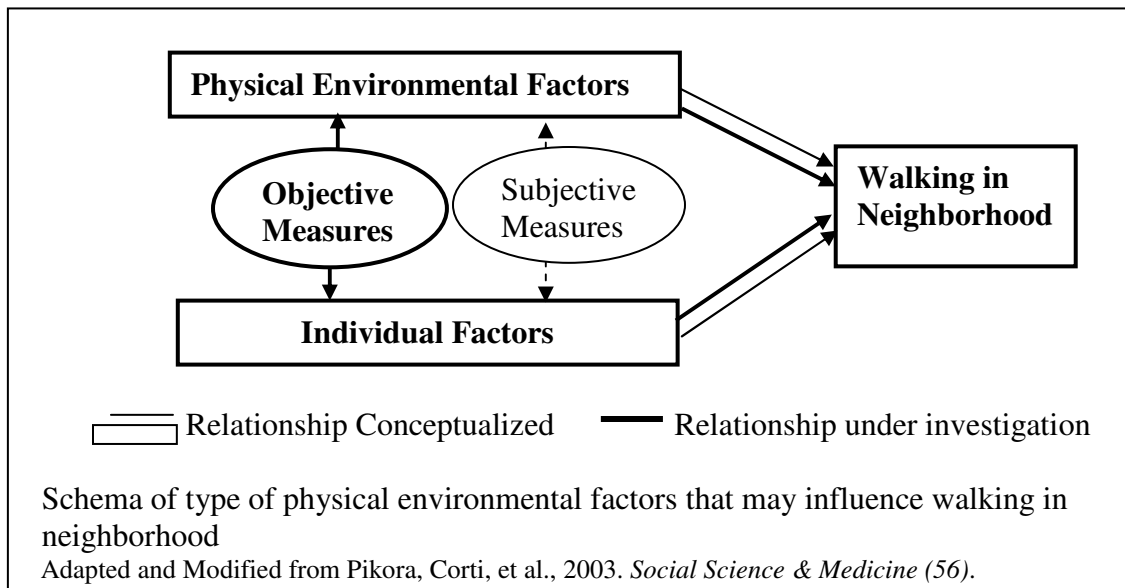 Physical Environmental Factors
Objective
Measures
Subjective
Measures
Walking in
Neighborhood
Individual Factors
Relationship Conceptualized
Relationship under investigation
Schema of type of physical environmental factors that may influence walking in
neighborhood
Adapted and Modified from Pikora, Corti, et al., 2003. Social Science & Medicine (56).